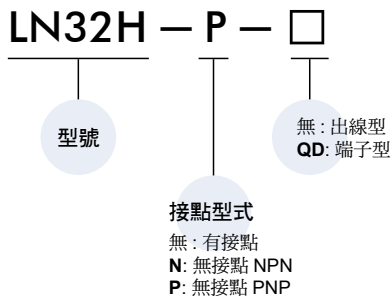 LN32H — P — □
型號
無 : 出線型
QD: 端子型
接點型式
無 : 有接點
N: 無接點 NPN
P: 無接點 PNP